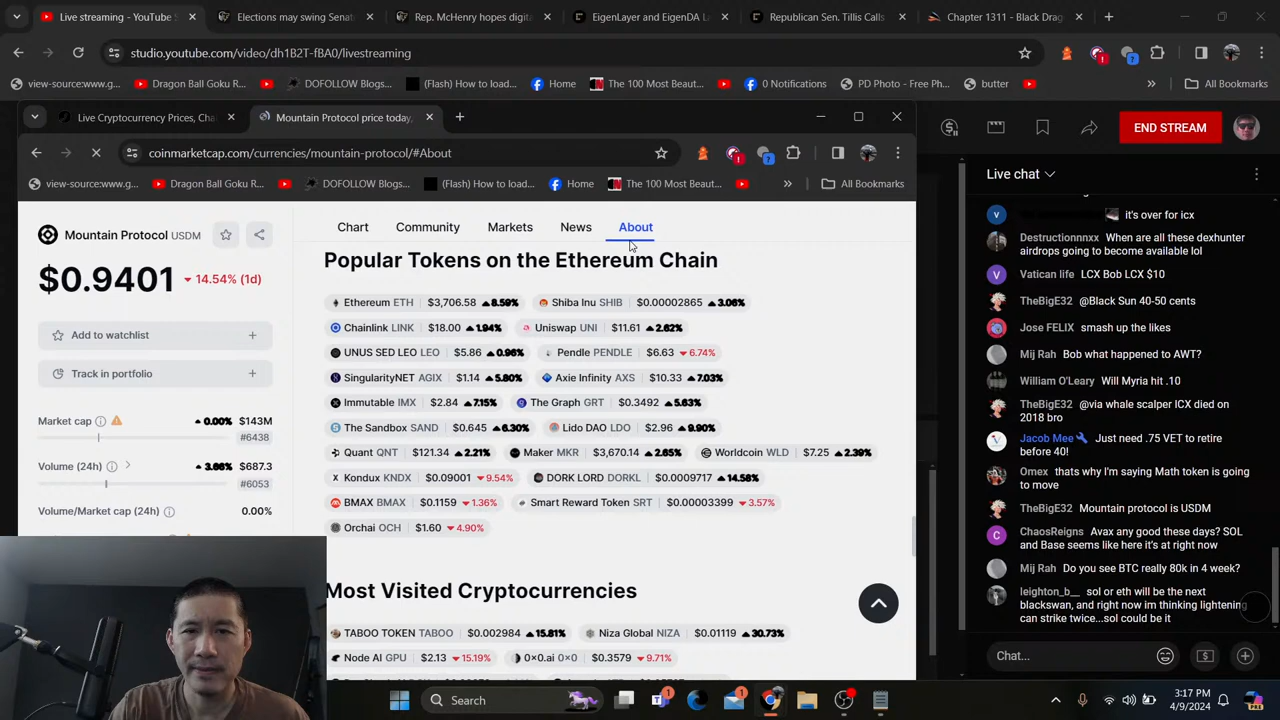 Live streaming - YouTube S
Elections may swing Senat
Rep. McHenry hopes digita
EigenLayer and EigenDA L
Republican Sen. Tillis Calls
Chapter 1311 - Black Drag
studio.youtube.com/video/dh1B2T-fBA0/livestreaming
view-source:www.g...
Dragon Ball Goku R...
DOFOLLOW Blogs...
(Flash) How to load...
Home
The 100 Most Beaut...
0 Notifications
PD Photo - Free Ph...
butter
All Bookmarks
Live Cryptocurrency Prices, Cha
Mountain Protocol price today,
coinmarketcap.com/currencies/mountain-protocol/#About
view-source:www.g...
Dragon Ball Goku R...
DOFOLLOW Blogs...
(Flash) How to load...
Home
The 100 Most Beaut...
All Bookmarks
Mountain Protocol USDM
$0.9401 14.54% (1d)
Add to watchlist
Track in portfolio
Market cap 0.00% $143M
#6438
Volume (24h) 3.66% $687.3
#6053
Volume/Market cap (24h) 0.00%
Chart Community Markets News About
Popular Tokens on the Ethereum Chain
Ethereum ETH $3,706.58 8.59% Shiba Inu SHIB $0.00002865 3.06%
Chainlink LINK $18.00 1.94% Uniswap UNI $11.61 2.62%
UNUS SED LEO LEO $5.86 0.96% Pendle PENDLE $6.63 6.74%
SingularityNET AGIX $1.14 5.80% Axie Infinity AXS $10.33 7.03%
Immutable IMX $2.84 7.15% The Graph GRT $0.3492 5.63%
The Sandbox SAND $0.645 6.30% Lido DAO LDO $2.96 9.90%
Quant QNT $121.34 2.21% Maker MKR $3,670.14 2.65% Worldcoin WLD $7.25 2.39%
Kondux KNDX $0.09001 9.54% DORK LORD DORKL $0.0009717 14.58%
BMAX BMAX $0.1159 1.36% Smart Reward Token SRT $0.00003399 3.57%
Orchai OCH $1.60 4.90%
Most Visited Cryptocurrencies
TABOO TOKEN TABOO $0.002984 15.81% Niza Global NIZA $0.01119 30.73%
Node AI GPU $2.13 15.19% 0x0.ai 0x0 $0.3579 9.71%
END STREAM
Live chat
it's over for icx
Destructionnnxx When are all these dexhunter
airdrops going to become available lol
Vatican life LCX Bob LCX $10
TheBigE32 @Black Sun 40-50 cents
Jose FELIX smash up the likes
Mij Rah Bob what happened to AWT?
William O'Leary Will Myria hit .10
TheBigE32 @via whale scalper ICX died on
2018 bro
Jacob Mee Just need .75 VET to retire
before 40!
Omex thats why I'm saying Math token is going
to move
TheBigE32 Mountain protocol is USDM
ChaosReigns Avax any good these days? SOL
and Base seems like here it's at right now
Mij Rah Do you see BTC really 80k in 4 week?
leighton_b__ sol or eth will be the next
blackswan, and right now im thinking lightening
can strike twice...sol could be it
Chat...
Search
3:17 PM
4/9/2024